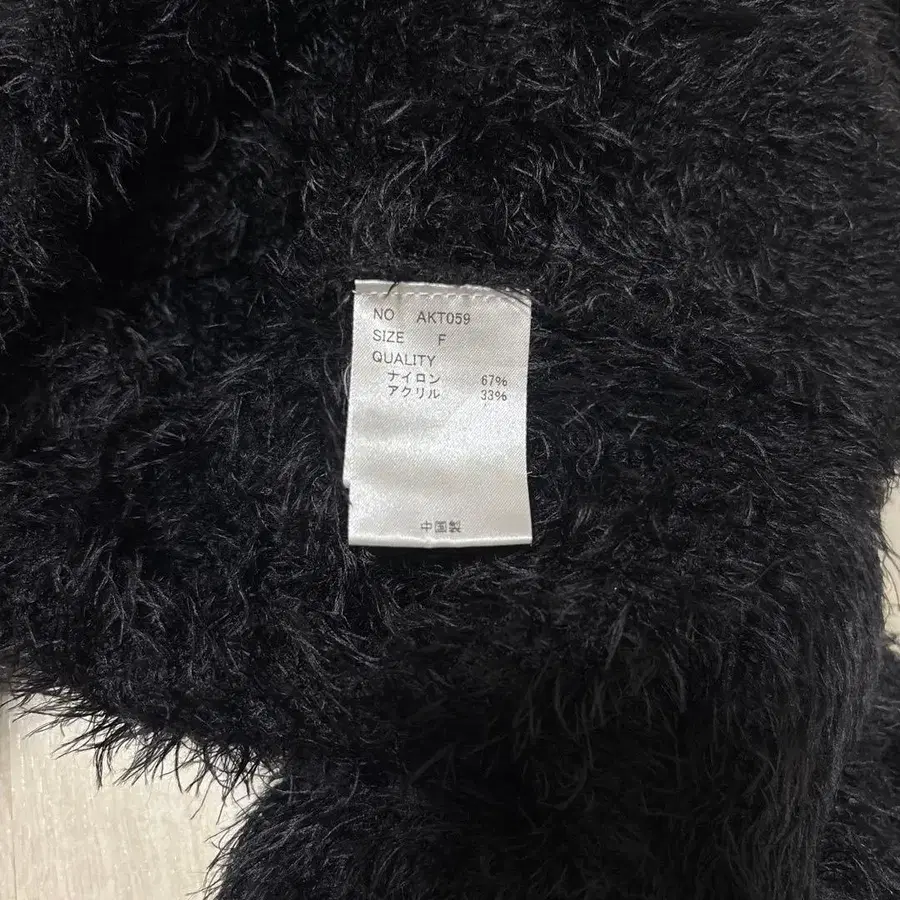 NO AKT059
SIZE F
QUALITY
ナイロン 67%
アクリル 33%
中国製